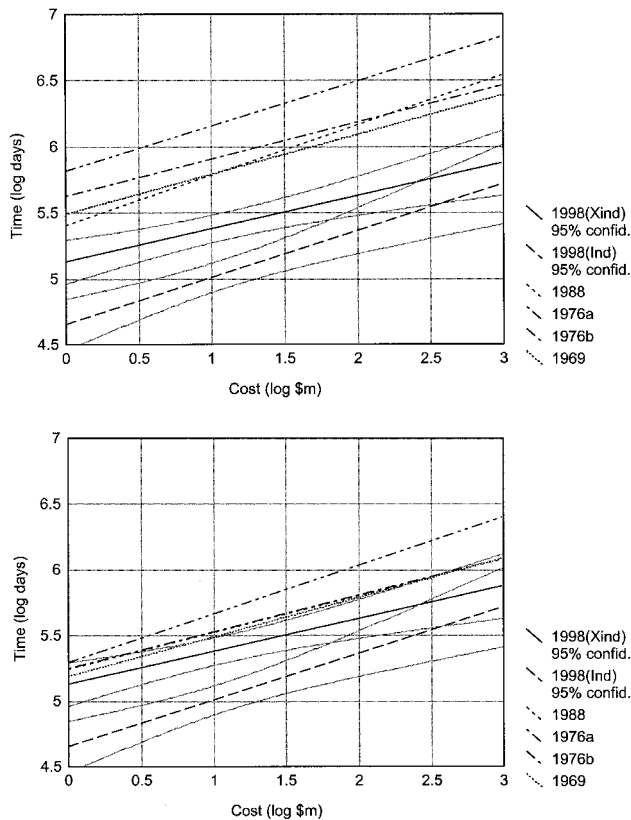 7
6.5
6
5.5
5
4.5
Time (log days)
0 0.5 1 1.5 2 2.5 3
Cost (log $m)
1998(Xind)
95% confid.
1998(Ind)
95% confid.
1988
1976a
1976b
1969
7
6.5
6
5.5
5
4.5
Time (log days)
0 0.5 1 1.5 2 2.5 3
Cost (log $m)
1998(Xind)
95% confid.
1998(Ind)
95% confid.
1988
1976a
1976b
1969